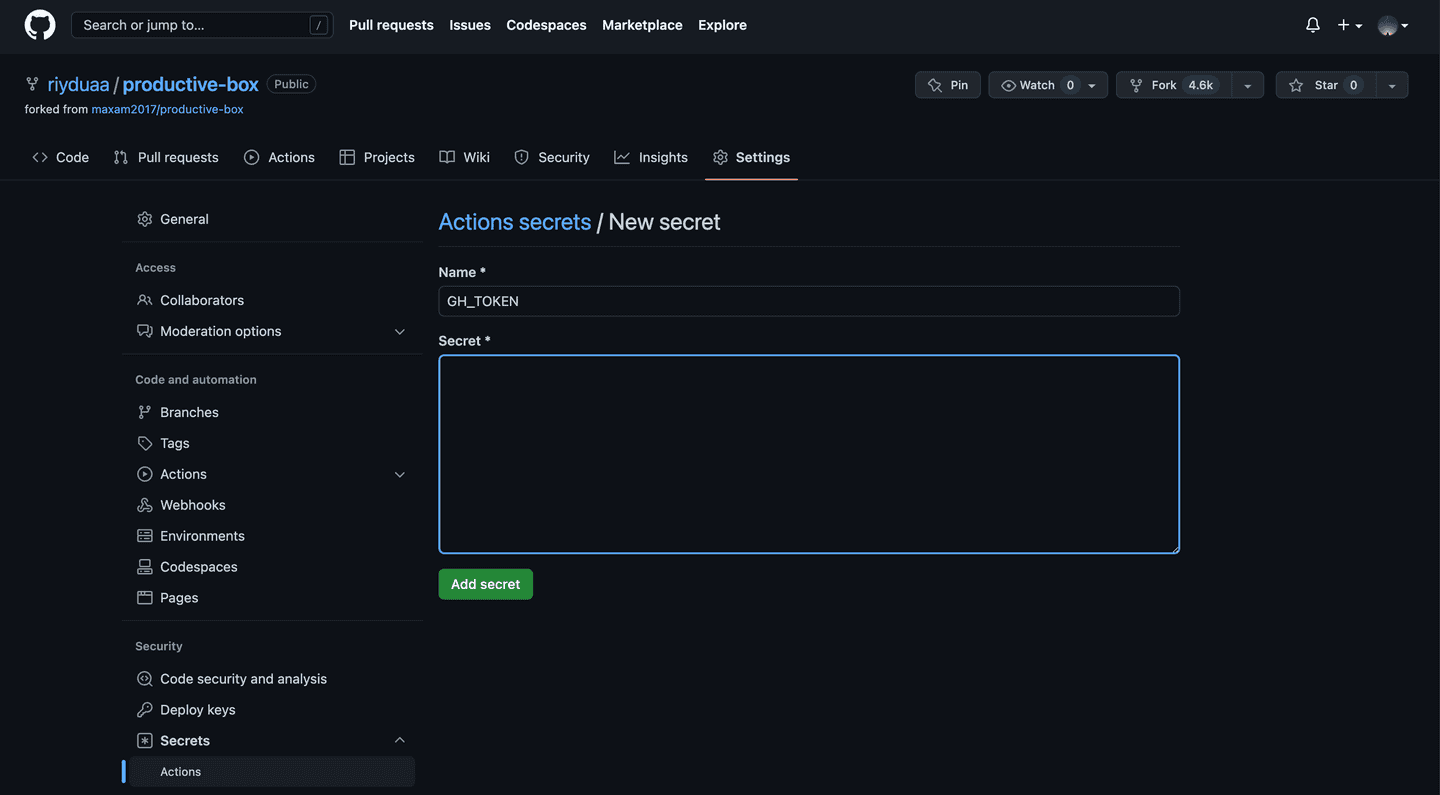 Search or jump to... / Pull requests Issues Codespaces Marketplace Explore
riyduaa / productive-box Public
Pin Watch 0 Fork 4.6k Star 0
forked from maxam2017/productive-box
Code Pull requests Actions Projects Wiki Security Insights Settings
General
Access
Collaborators
Moderation options
Code and automation
Branches
Tags
Actions
Webhooks
Environments
Codespaces
Pages
Security
Code security and analysis
Deploy keys
Secrets
Actions
Actions secrets / New secret
Name *
GH_TOKEN
Secret *
Add secret